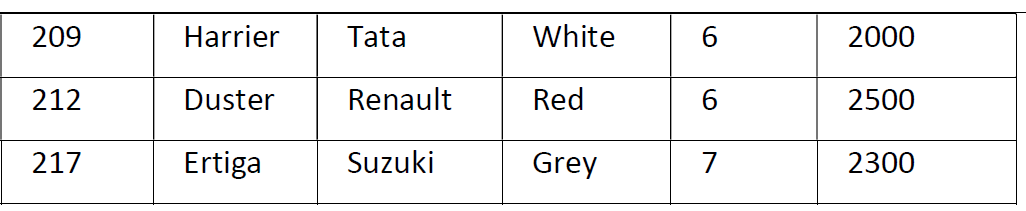 209 Harrier Tata White 6 2000
212 Duster Renault Red 6 2500
217 Ertiga Suzuki Grey 7 2300